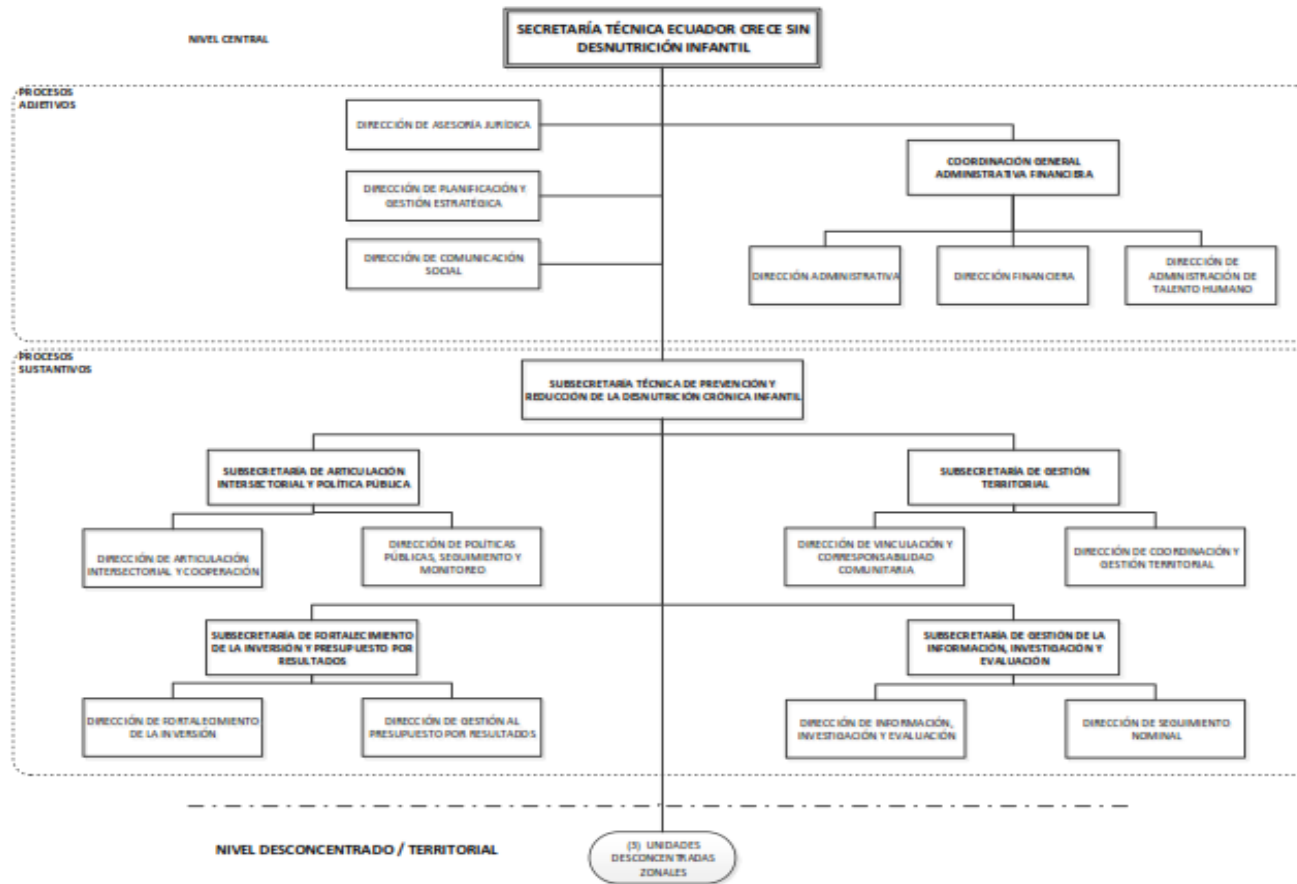 NIVEL CENTRAL
SECRETARÍA TÉCNICA ECUADOR CRECE SIN
DESNUTRICIÓN INFANTIL
PROCESOS
ADJETIVOS
DIRECCIÓN DE ASESORÍA JURÍDICA
DIRECCIÓN DE PLANIFICACIÓN Y
GESTIÓN ESTRATÉGICA
DIRECCIÓN DE COMUNICACIÓN
SOCIAL
COORDINACIÓN GENERAL
ADMINISTRATIVA FINANCIERA
DIRECCIÓN ADMINISTRATIVA
DIRECCIÓN FINANCIERA
DIRECCIÓN DE
ADMINISTRACIÓN DE
TALENTO HUMANO
PROCESOS
SUSTANTIVOS
SUBSECRETARÍA TÉCNICA DE PREVENCIÓN Y
REDUCCIÓN DE LA DESNUTRICIÓN CRÓNICA INFANTIL
SUBSECRETARÍA DE ARTICULACIÓN
INTERSECTORIAL Y POLÍTICA PÚBLICA
SUBSECRETARÍA DE GESTIÓN
TERRITORIAL
DIRECCIÓN DE ARTICULACIÓN
INTERSECTORIAL Y COOPERACIÓN
DIRECCIÓN DE POLÍTICAS
PÚBLICAS, SEGUIMIENTO Y
MONITOREO
DIRECCIÓN DE VINCULACIÓN Y
CORRESPONSABILIDAD
COMUNITARIA
DIRECCIÓN DE COORDINACIÓN Y
GESTIÓN TERRITORIAL
SUBSECRETARÍA DE FORTALECIMIENTO
DE LA INVERSIÓN Y PRESUPUESTO POR
RESULTADOS
SUBSECRETARÍA DE GESTIÓN DE LA
INFORMACIÓN, INVESTIGACIÓN Y
EVALUACIÓN
DIRECCIÓN DE FORTALECIMIENTO
DE LA INVERSIÓN
DIRECCIÓN DE GESTIÓN AL
PRESUPUESTO POR RESULTADOS
DIRECCIÓN DE INFORMACIÓN,
INVESTIGACIÓN Y EVALUACIÓN
DIRECCIÓN DE SEGUIMIENTO
NOMINAL
NIVEL DESCONCENTRADO / TERRITORIAL
(3) UNIDADES
DESCONCENTRADAS
ZONALES